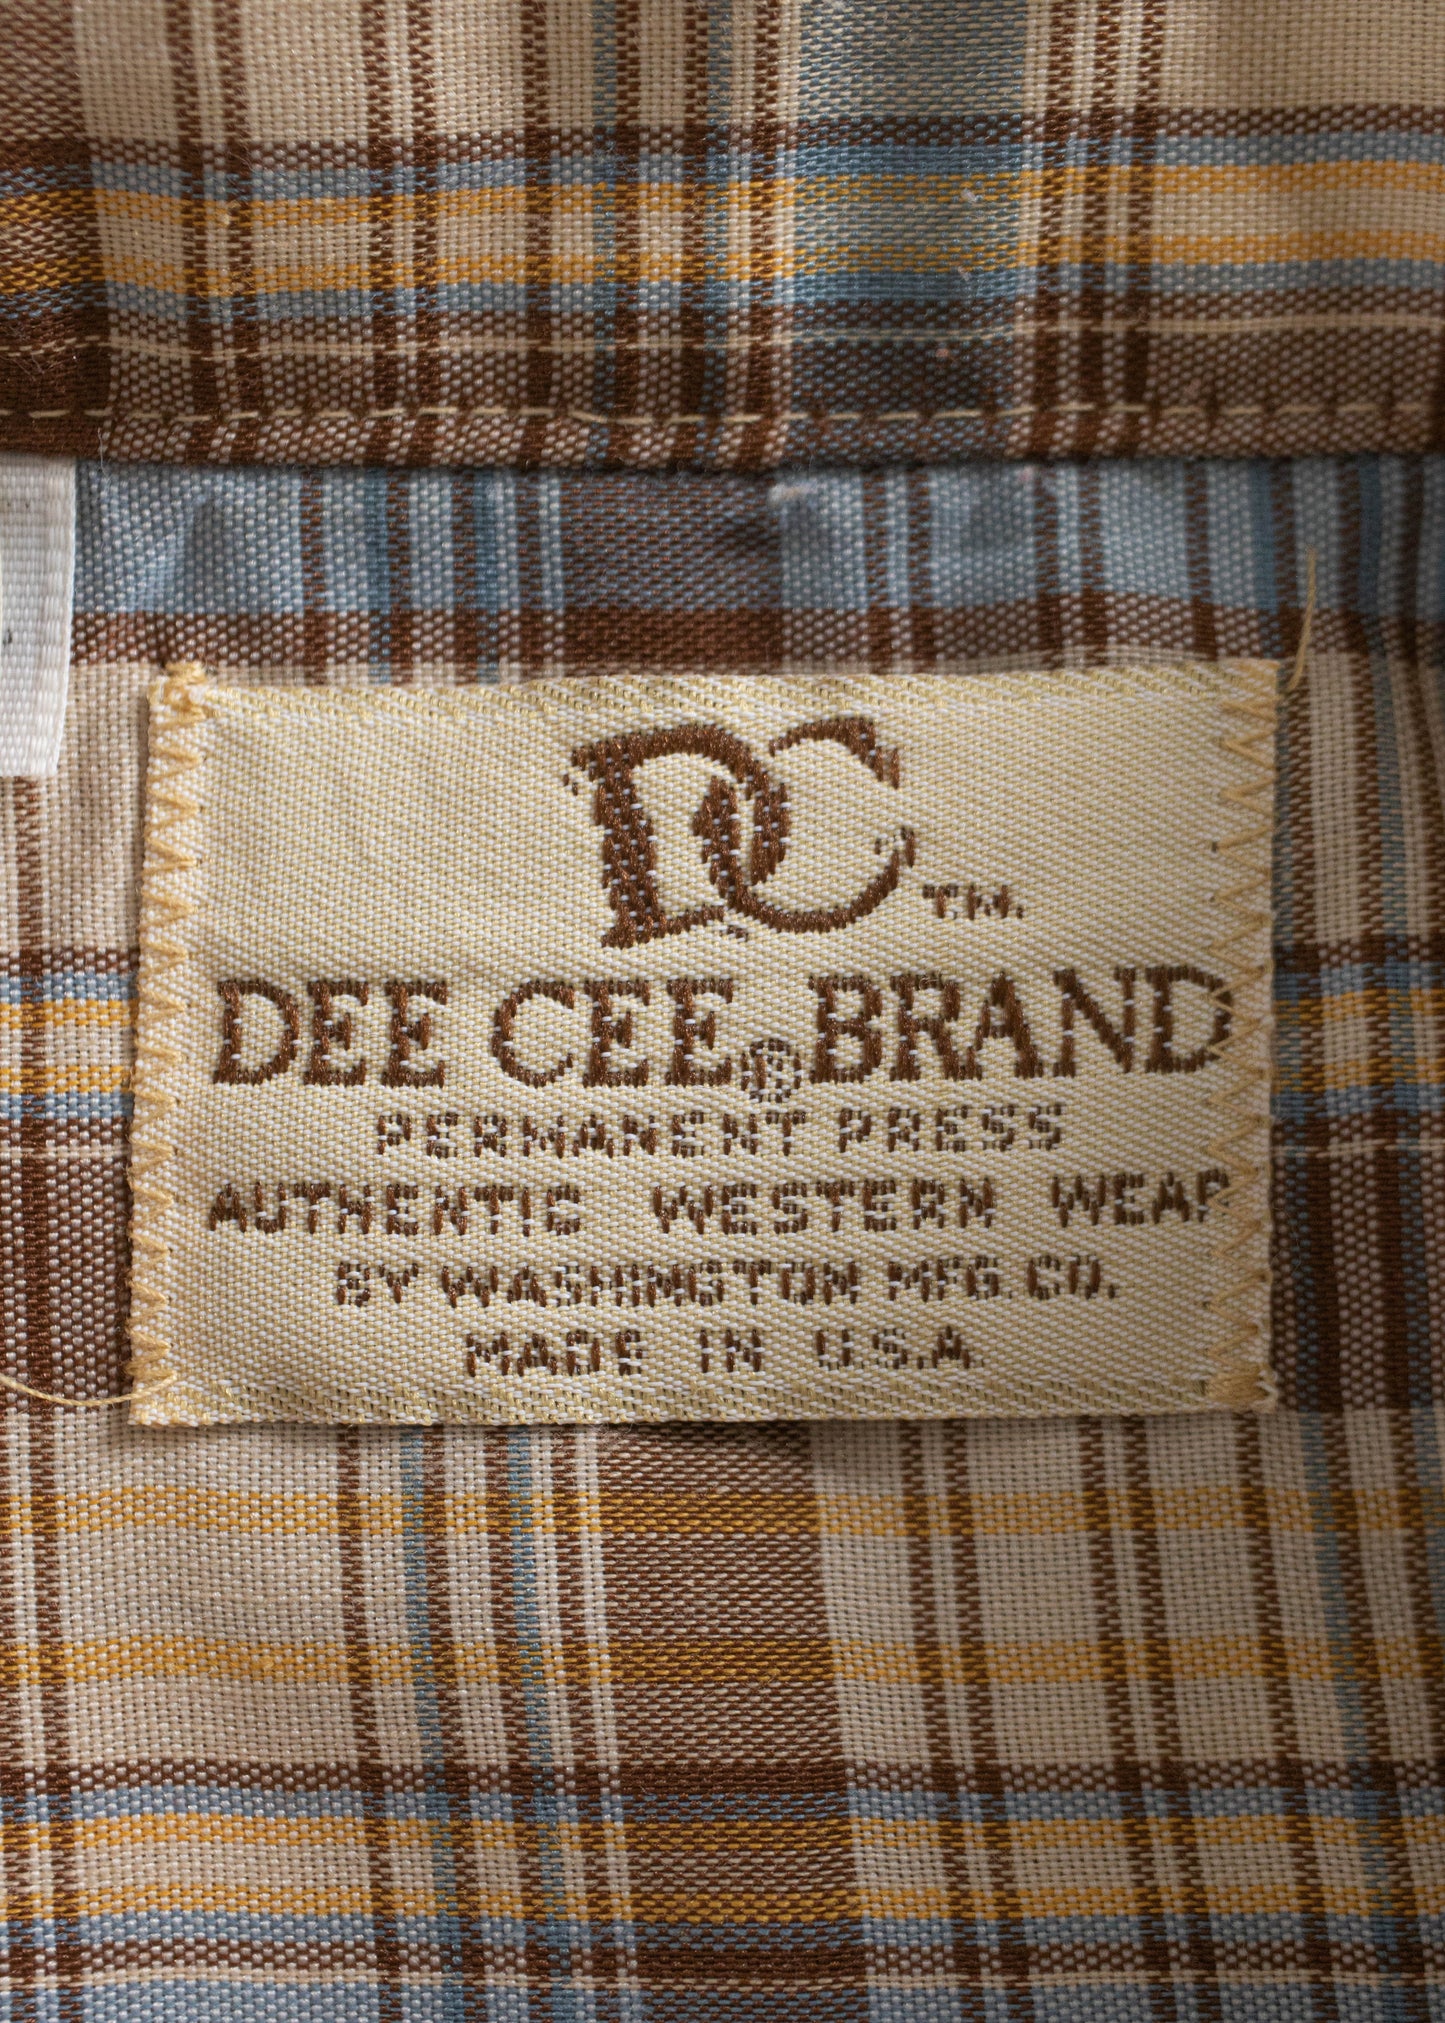 DC TM.
DEE CEE® BRAND
PERMANENT PRESS
AUTHENTIC WESTERN WEAR
BY WASHINGTON MFG. CO.
MADE IN U.S.A.